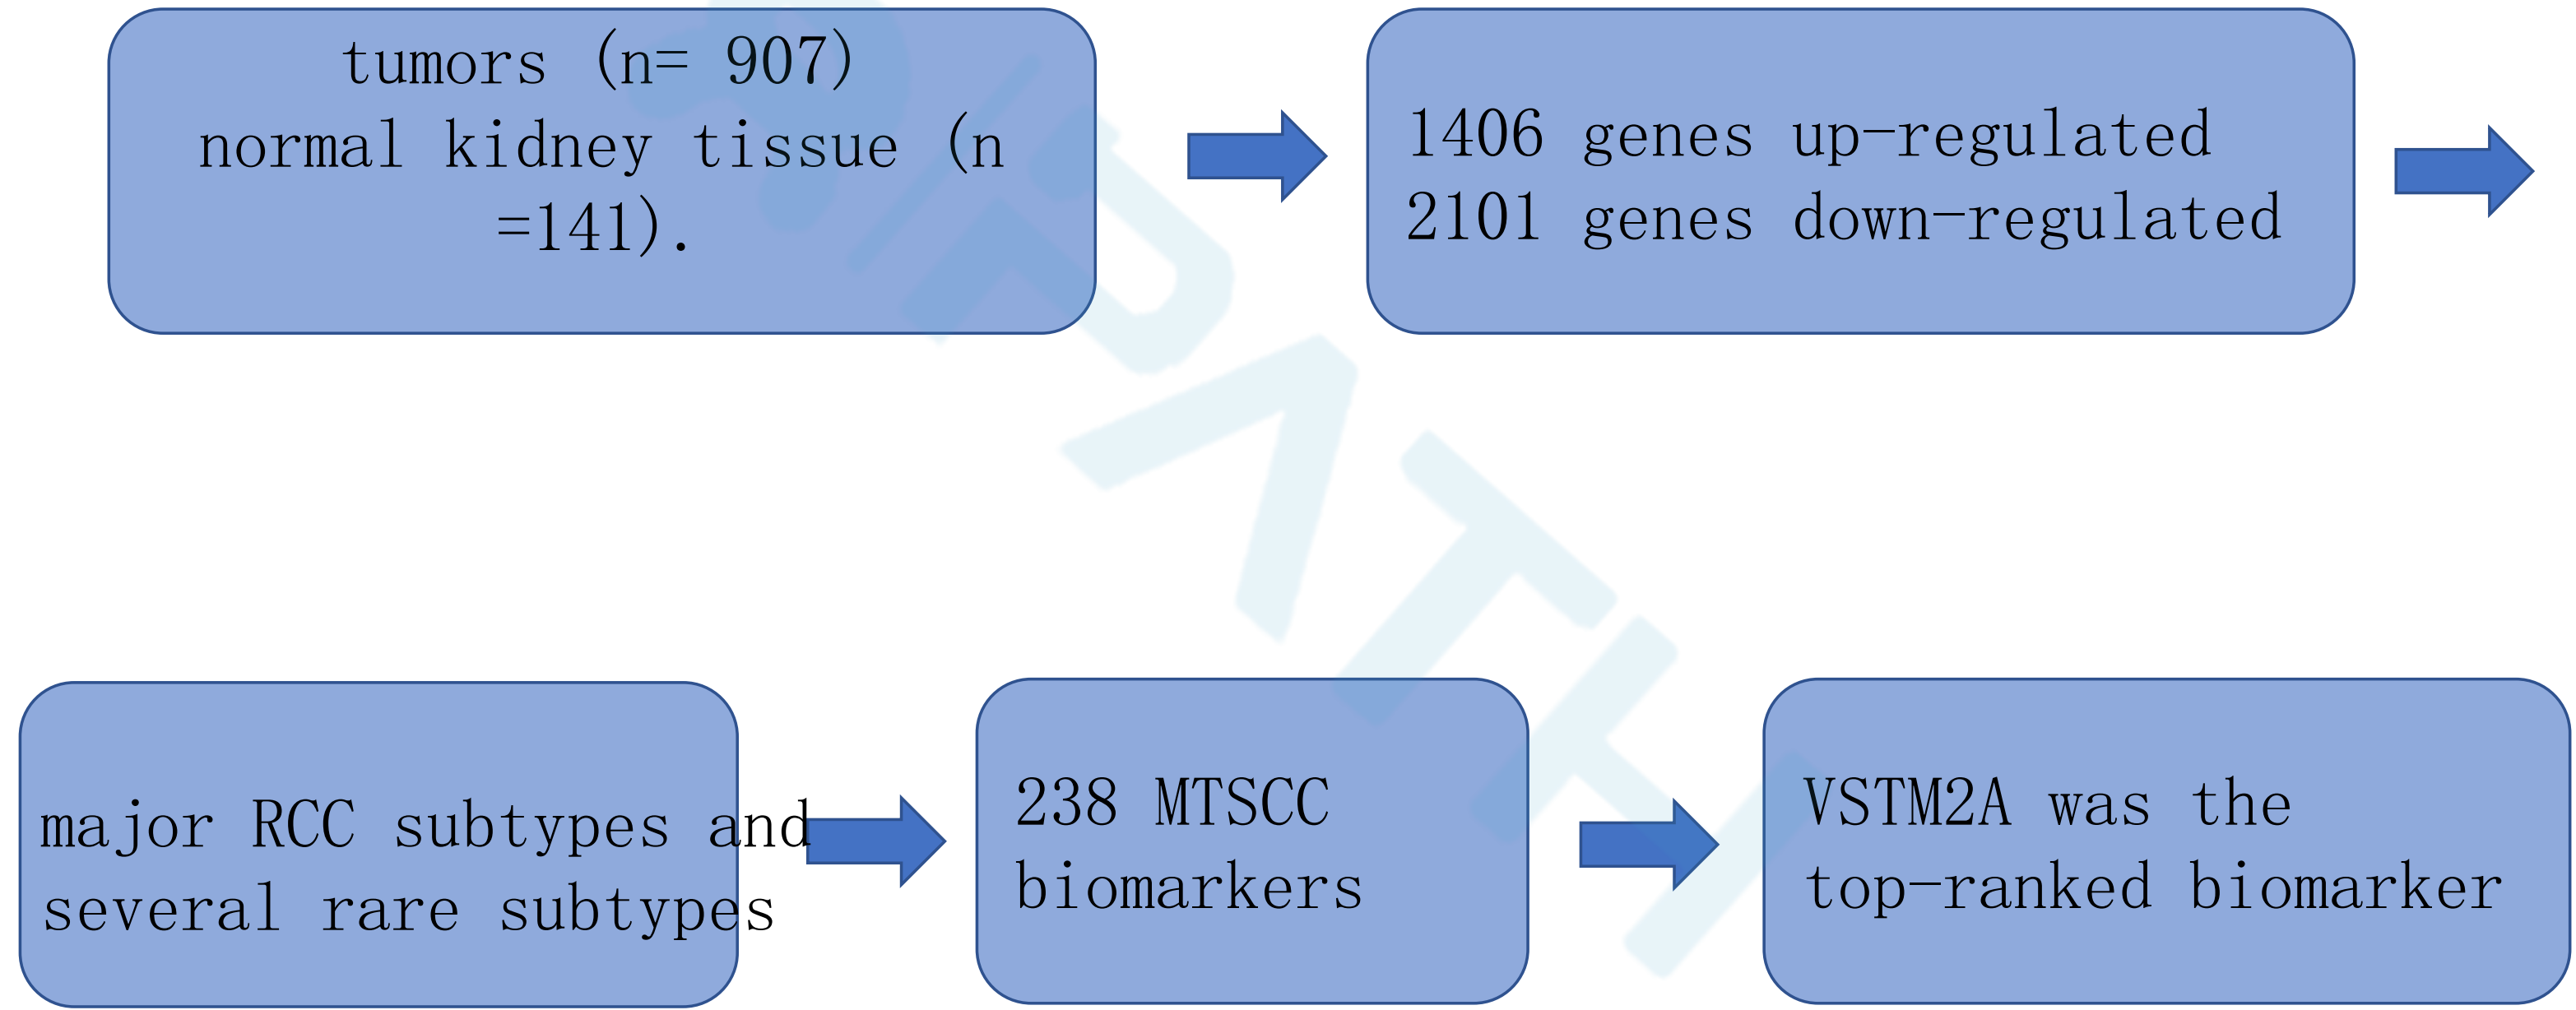 tumors (n= 907)
normal kidney tissue (n
=141).
1406 genes up-regulated
2101 genes down-regulated
major RCC subtypes and
several rare subtypes
238 MTSCC
biomarkers
VSTM2A was the
top-ranked biomarker
iPATH